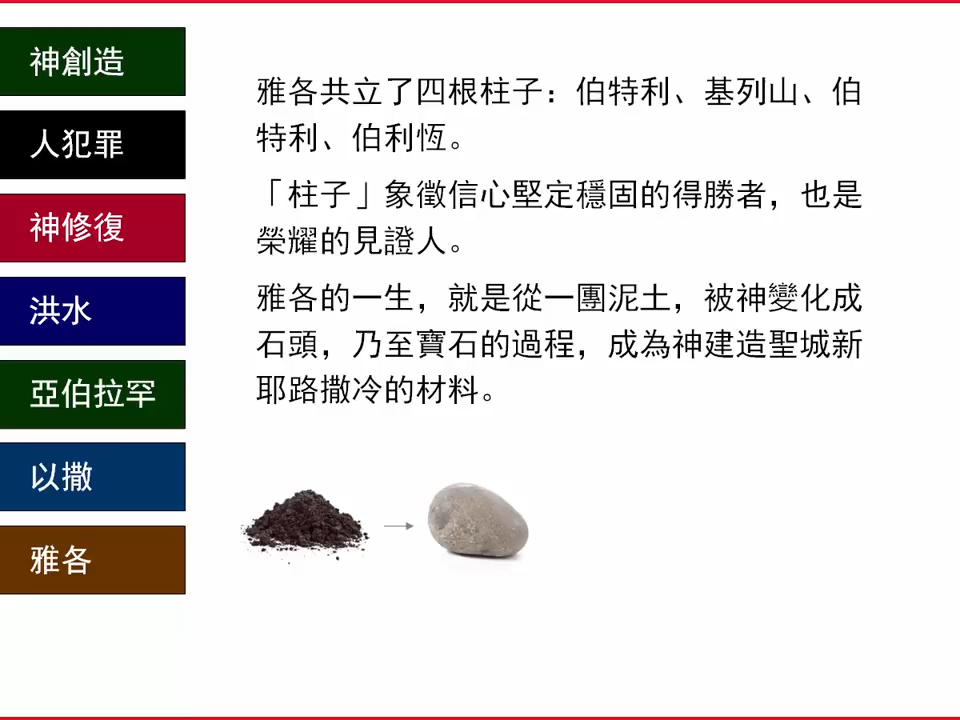 神創造
人犯罪
神修復
洪水
亞伯拉罕
以撒
雅各
雅各共立了四根柱子：伯特利、基列山、伯
特利、伯利恆。
「柱子」象徵信心堅定穩固的得勝者，也是
榮耀的見證人。
雅各的一生，就是從一團泥土，被神變化成
石頭，乃至寶石的過程，成為神建造聖城新
耶路撒冷的材料。